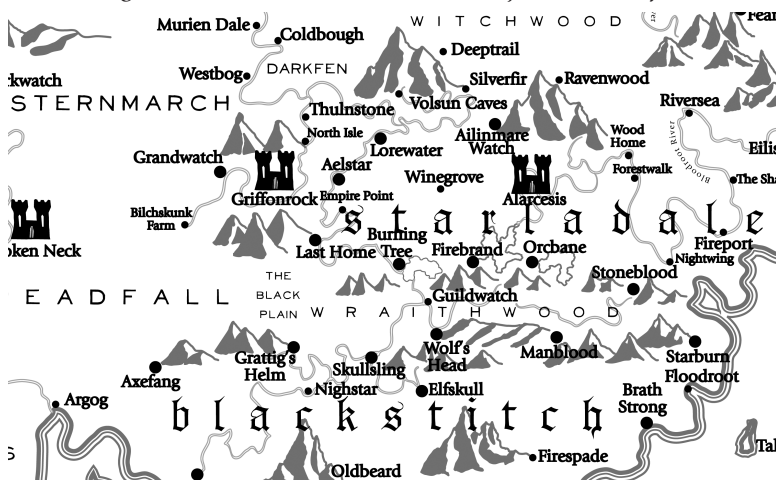 WITCHWOOD
Murien Dale
Coldbough
Deeptrail
Westbog
DARKFEN
Silverfir
Ravenwood
ckwatch
STERNMARCH
Volsun Caves
Riversea
Thulnstone
North Isle
Ailinmare
Watch
Wood
Home
Bloodroot River
Lorewater
Grandwatch
Aelstar
Winegrove
Forestwalk
Griffonrock
Empire Point
Alarcesis
Bilchskunk
Farm
starladale
oken Neck
Last Home
Burning
Tree
Firebrand
Orcbane
Fireport
Nightwing
Stoneblood
THE
BLACK
PLAIN
EADFALL
Guildwatch
WRAITHWOOD
Grattig's
Helm
Wolf's
Head
Manblood
Starburn
Axefang
Skullsling
Floodroot
Nighstar
Elfskull
Brath
Strong
Argog
blackstitch
Oldbeard
Firespade